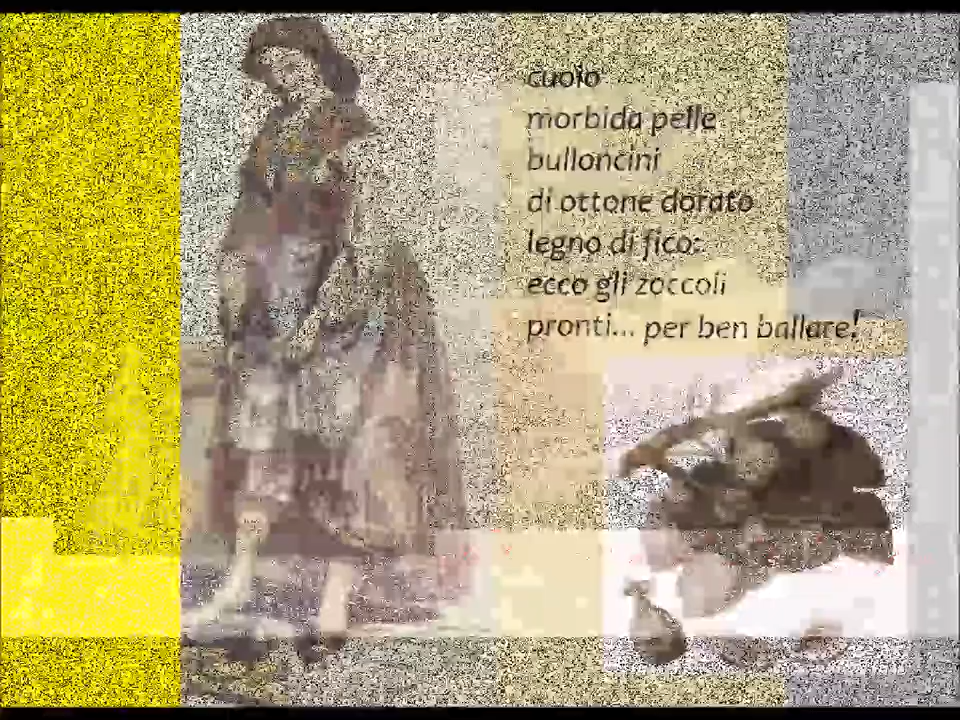 cuoio
morbida pelle
bulloncini
di ottone dorato
legno di fico:
ecco gli zoccoli
pronti... per ben ballare!